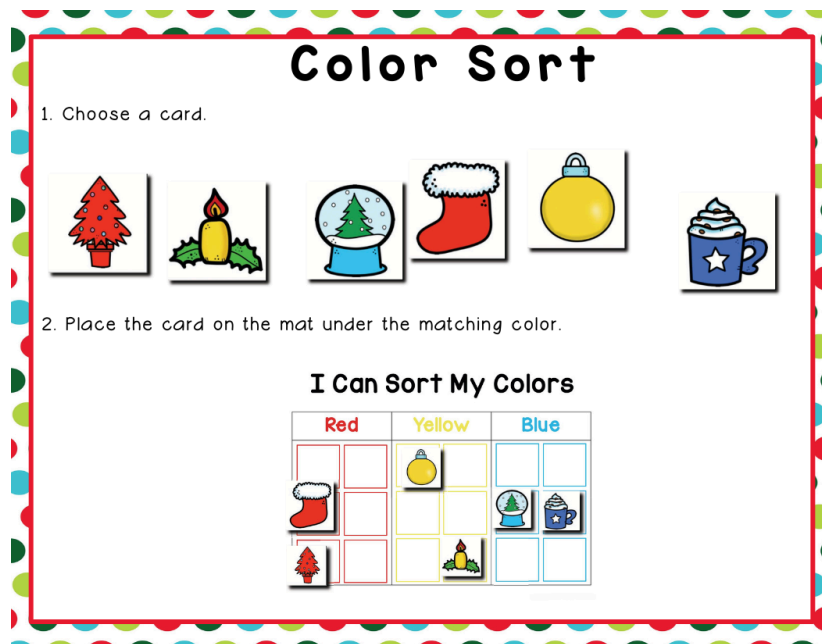 Color Sort
1. Choose a card.
2. Place the card on the mat under the matching color.
I Can Sort My Colors
Red Yellow Blue